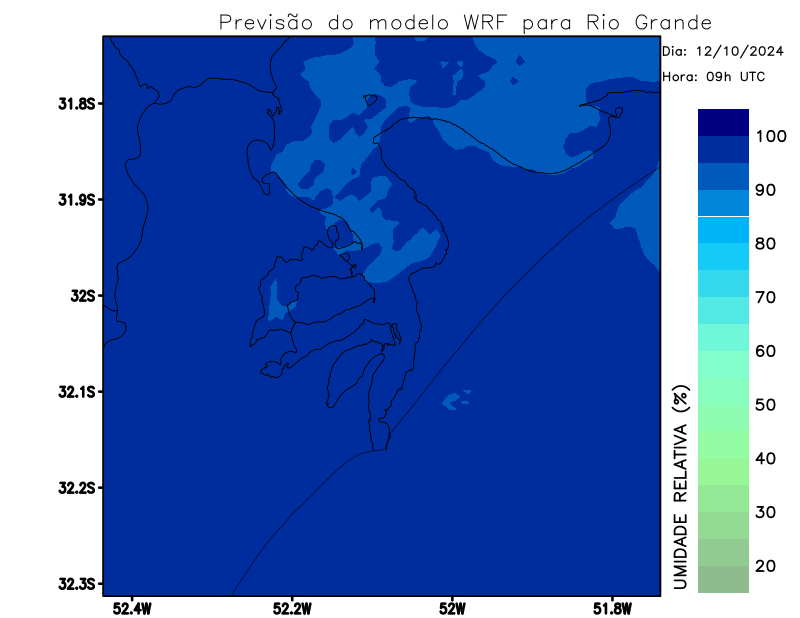 Previsão do modelo WRF para Rio Grande
Dia: 12/10/2024
Hora: 09h UTC
31.8S
31.9S
32S
32.1S
32.2S
32.3S
52.4W
52.2W
52W
51.8W
UMIDADE RELATIVA (%)
100
90
80
70
60
50
40
30
20